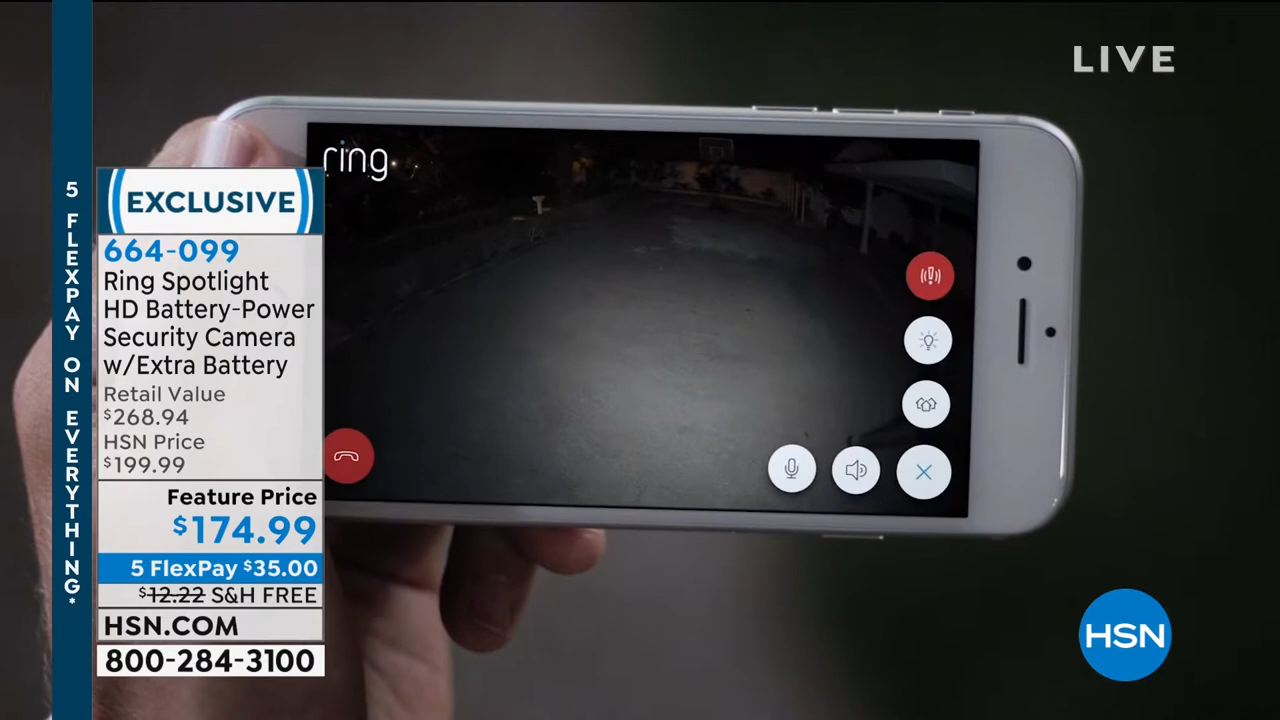 LIVE
ring
5 FLEXPAY ON EVERYTHING*
EXCLUSIVE
664-099
Ring Spotlight
HD Battery-Power
Security Camera
w/Extra Battery
Retail Value
$268.94
HSN Price
$199.99
Feature Price
$174.99
5 FlexPay $35.00
$12.22 S&H FREE
HSN.COM
800-284-3100
HSN